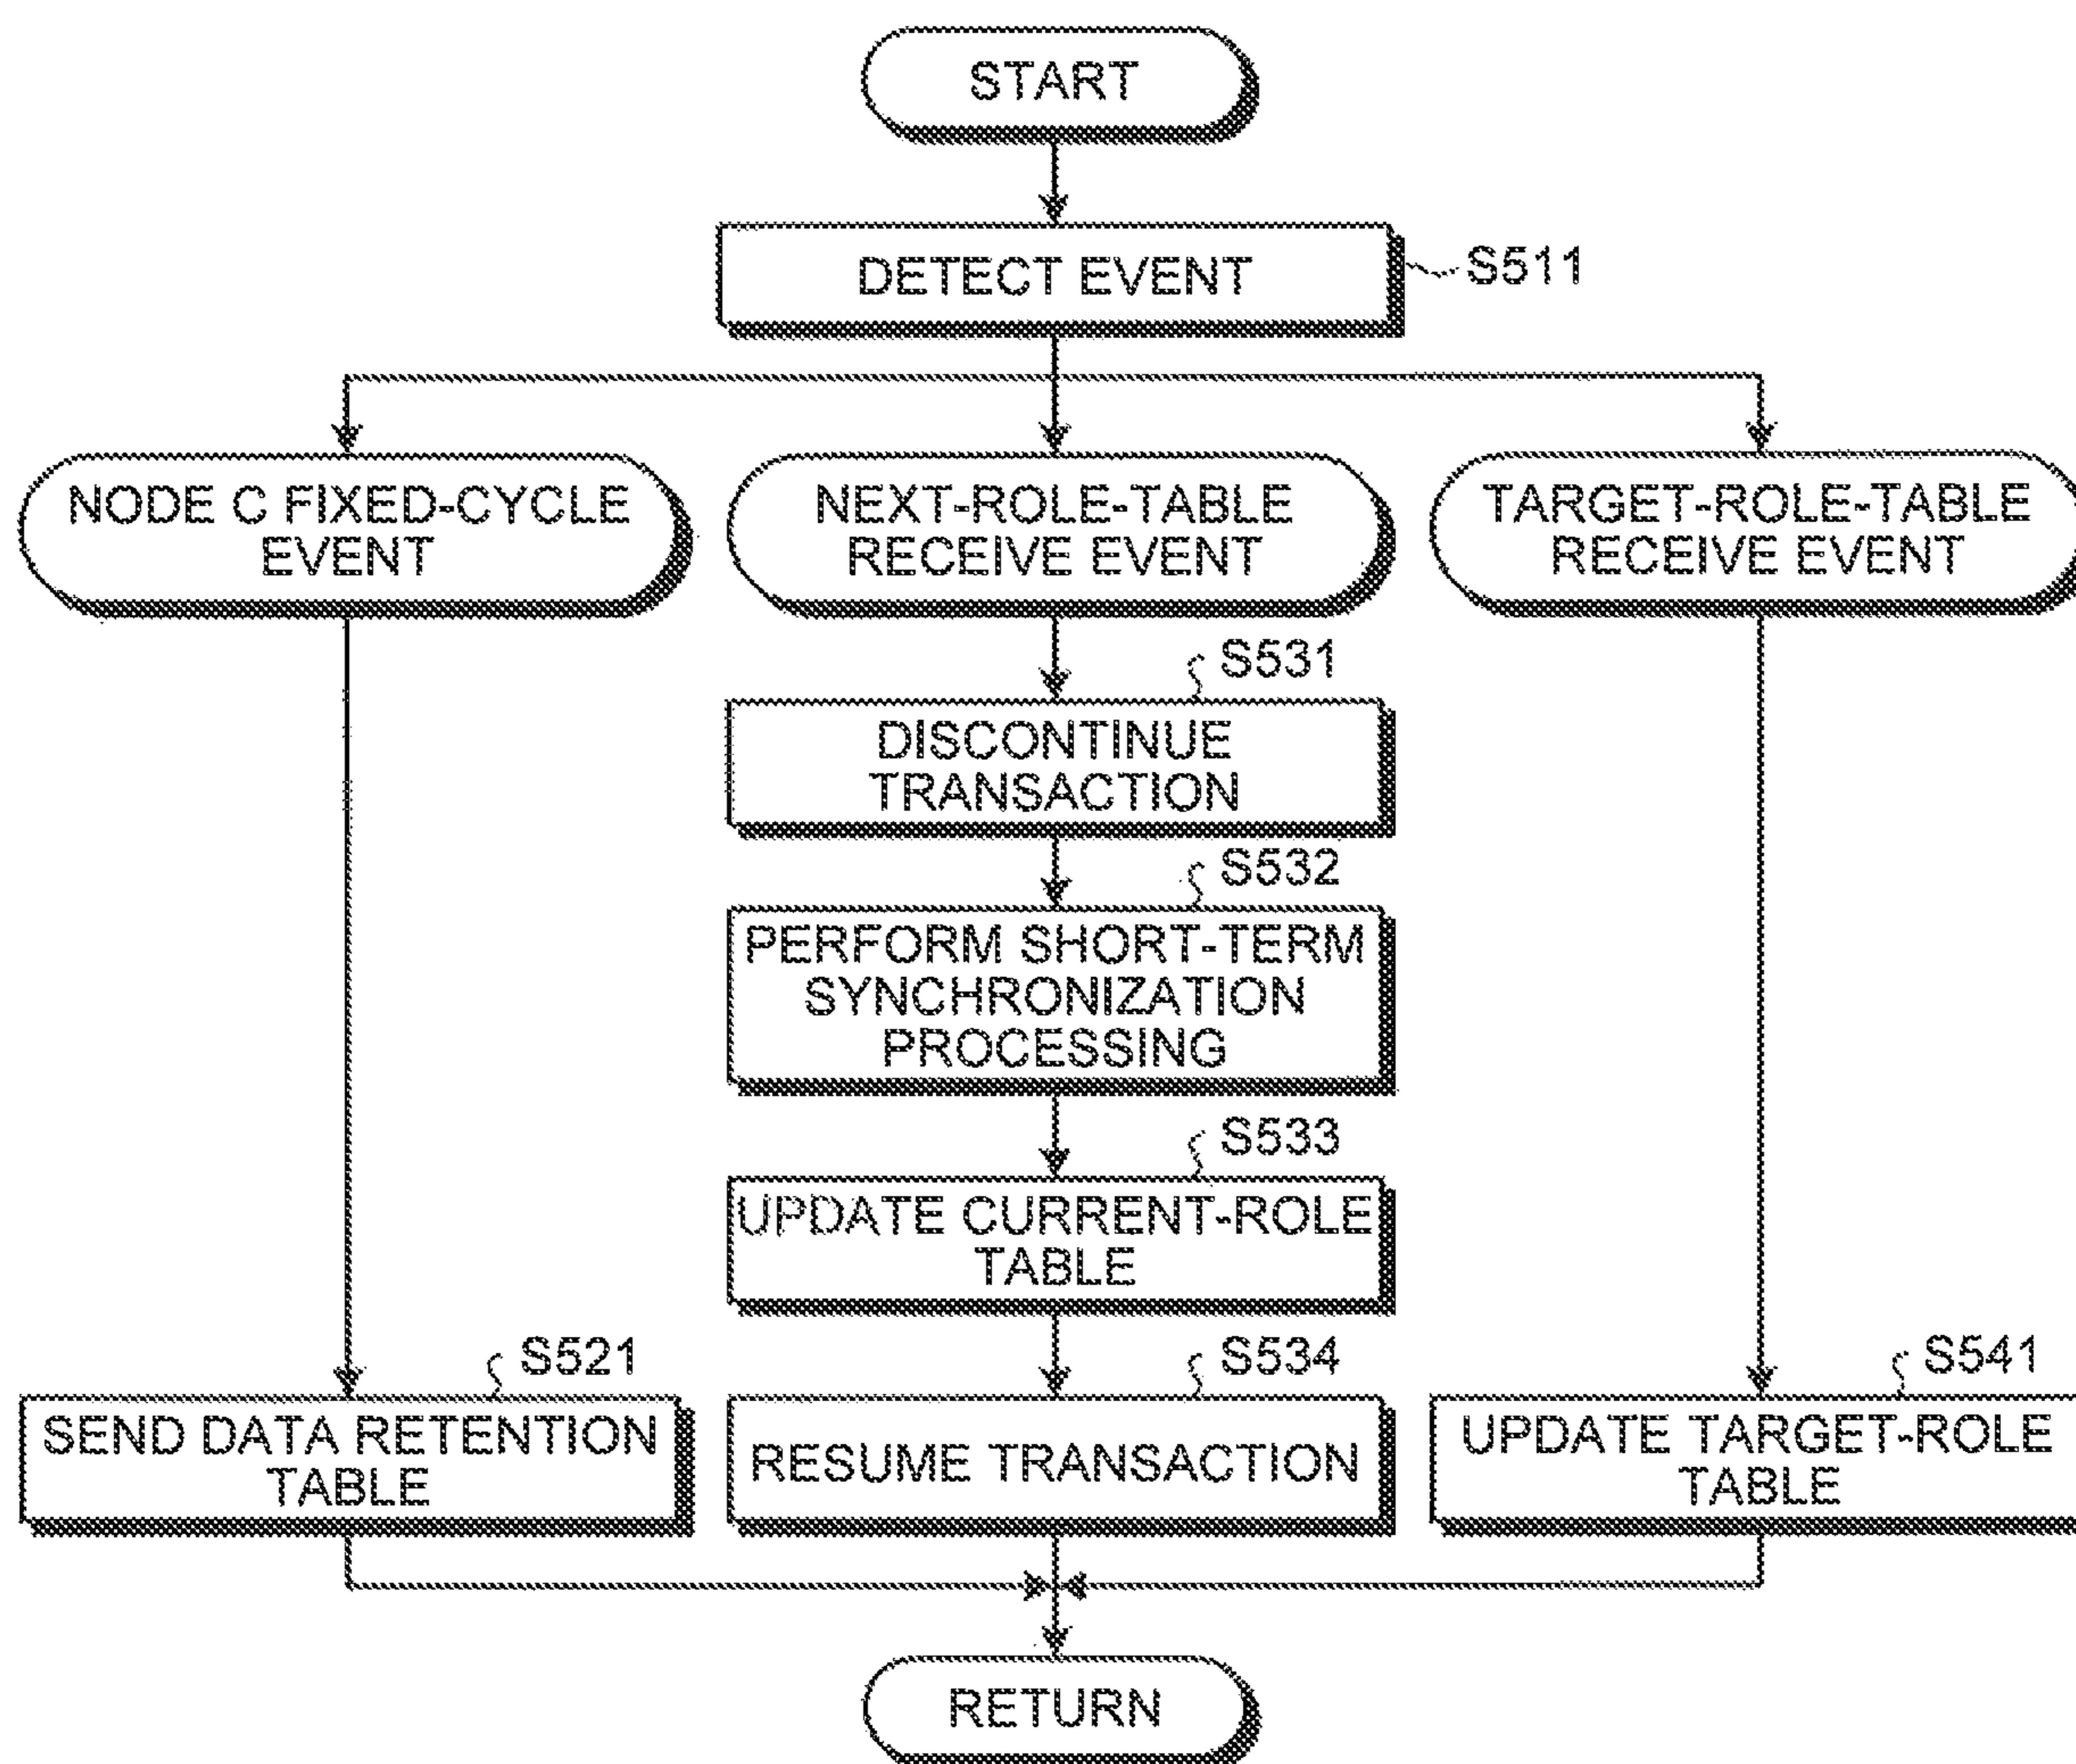 START
DETECT EVENT
S511
NODE C FIXED-CYCLE
EVENT
NEXT-ROLE-TABLE
RECEIVE EVENT
TARGET-ROLE-TABLE
RECEIVE EVENT
S531
DISCONTINUE
TRANSACTION
S532
PERFORM SHORT-TERM
SYNCHRONIZATION
PROCESSING
S533
UPDATE CURRENT-ROLE
TABLE
S521
SEND DATA RETENTION
TABLE
S534
RESUME TRANSACTION
S541
UPDATE TARGET-ROLE
TABLE
RETURN